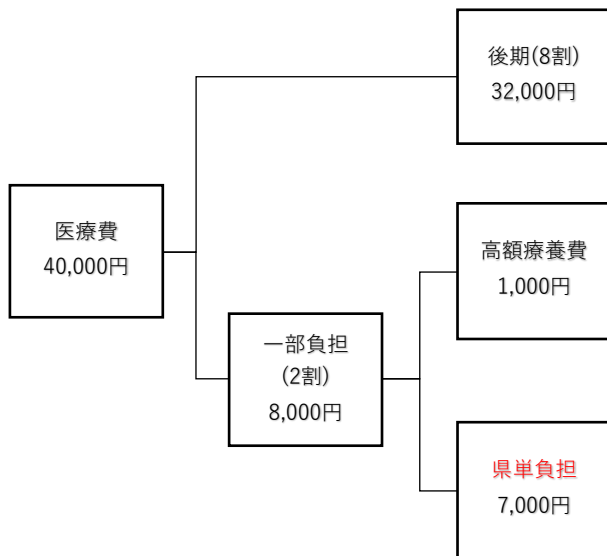 後期(8割)
32,000円
医療費
40,000円
高額療養費
1,000円
一部負担
(2割)
8,000円
県単負担
7,000円